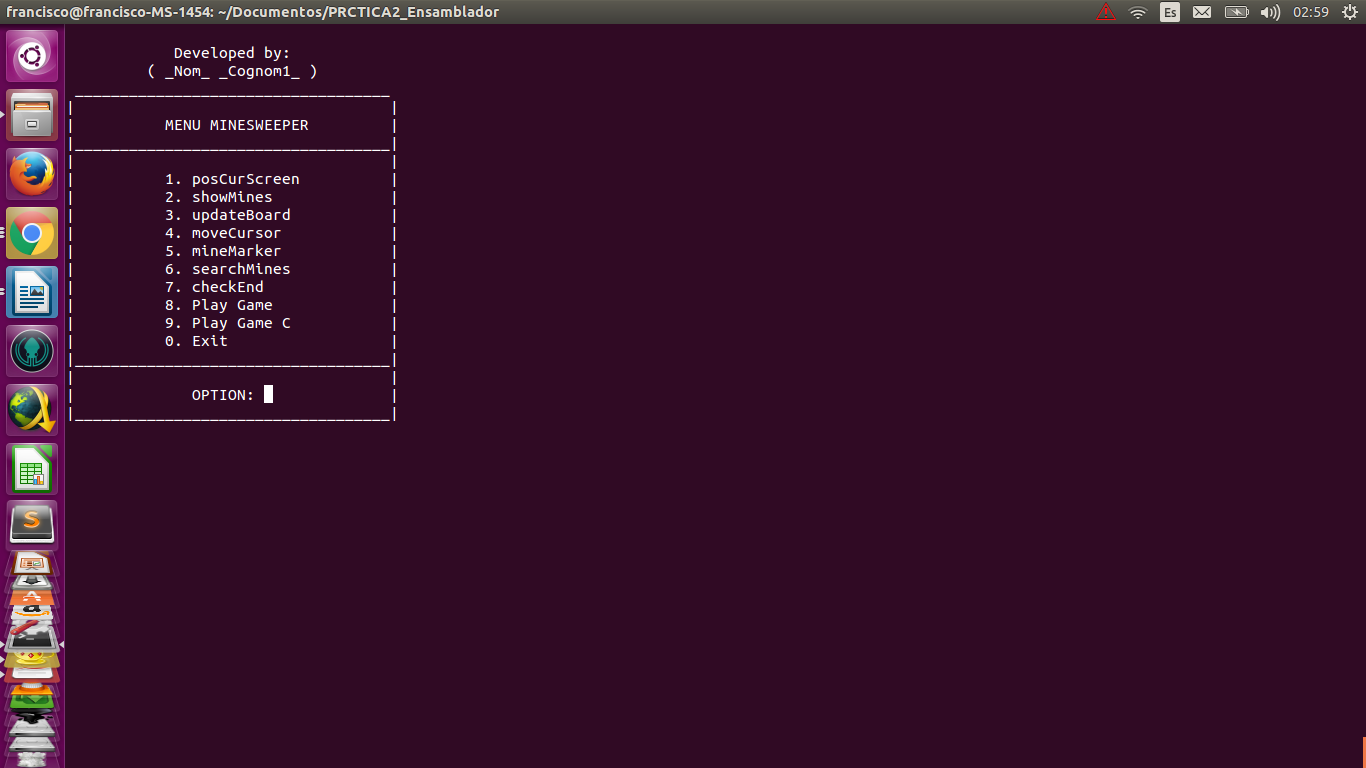 francisco@francisco-MS-1454: ~/Documentos/PRCTICA2_Ensamblador
Es
02:59
Developed by:
( _Nom_ _Cognom1_ )
MENU MINESWEEPER
1. posCurScreen
2. showMines
3. updateBoard
4. moveCursor
5. mineMarker
6. searchMines
7. checkEnd
8. Play Game
9. Play Game C
0. Exit
OPTION:
S
a